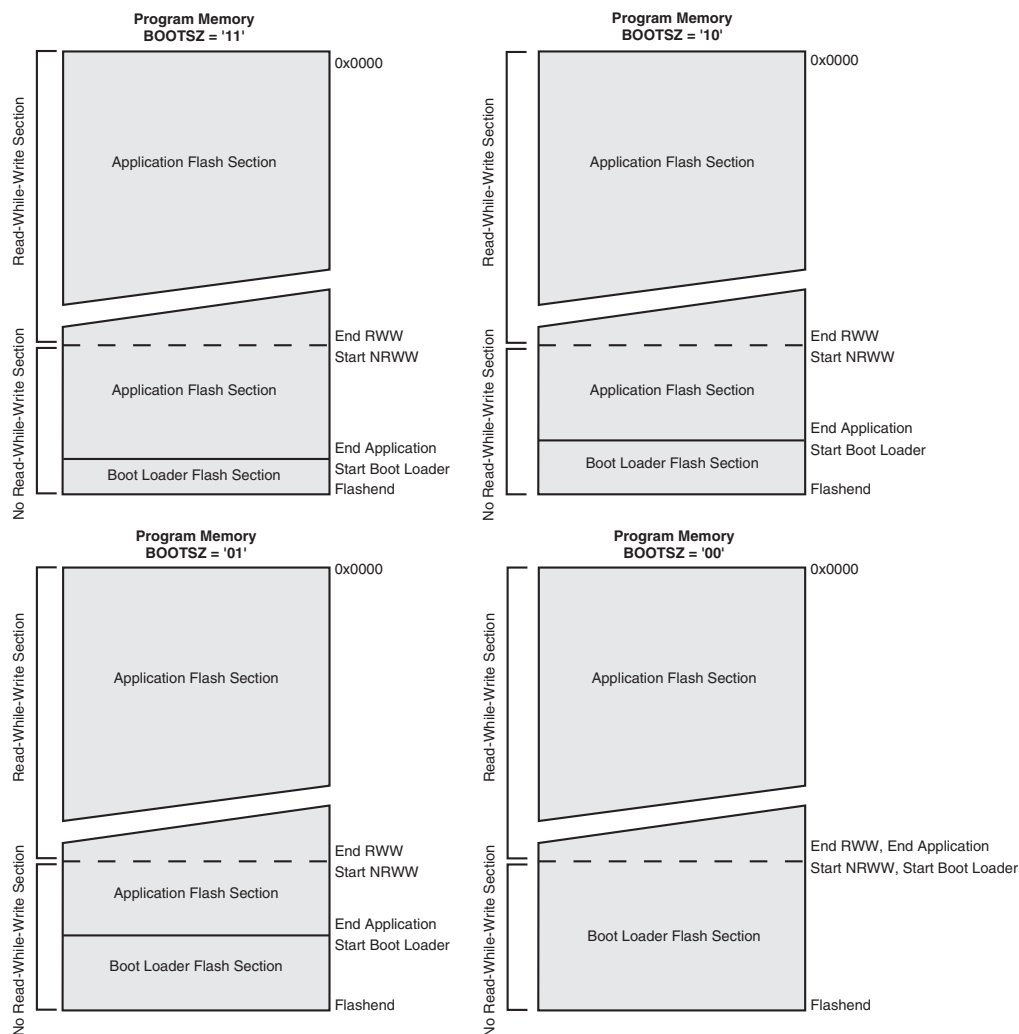 Program Memory
BOOTSZ = '11'
0x0000
Read-While-Write Section
Application Flash Section
End RWW
Start NRWW
No Read-While-Write Section
Application Flash Section
End Application
Start Boot Loader
Boot Loader Flash Section
Flashend
Program Memory
BOOTSZ = '10'
0x0000
Read-While-Write Section
Application Flash Section
End RWW
Start NRWW
No Read-While-Write Section
Application Flash Section
End Application
Start Boot Loader
Boot Loader Flash Section
Flashend
Program Memory
BOOTSZ = '01'
0x0000
Read-While-Write Section
Application Flash Section
End RWW
Start NRWW
No Read-While-Write Section
Application Flash Section
End Application
Start Boot Loader
Boot Loader Flash Section
Flashend
Program Memory
BOOTSZ = '00'
0x0000
Read-While-Write Section
Application Flash Section
End RWW, End Application
Start NRWW, Start Boot Loader
No Read-While-Write Section
Boot Loader Flash Section
Flashend